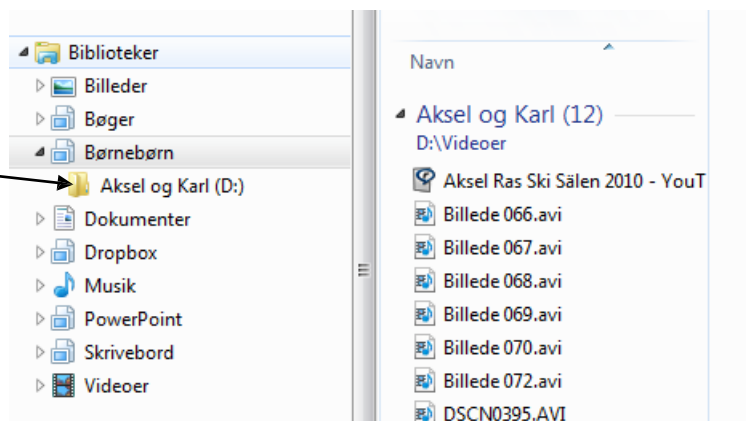 Biblioteker
Billeder
Bøger
Børnebørn
Aksel og Karl (D:)
Dokumenter
Dropbox
Musik
PowerPoint
Skrivebord
Videoer
Navn
Aksel og Karl (12)
D:\Videoer
Aksel Ras Ski Sälen 2010 - YouT
Billede 066.avi
Billede 067.avi
Billede 068.avi
Billede 069.avi
Billede 070.avi
Billede 072.avi
DSCN0395.AVI